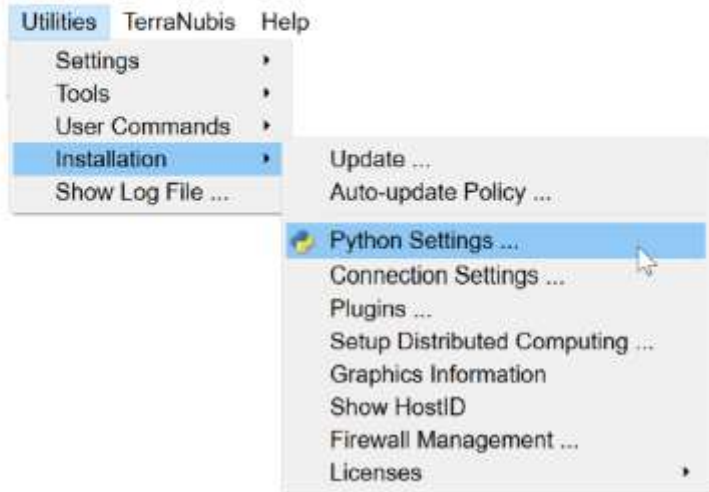 Utilities TerraNubis Help
Settings
Tools
User Commands
Installation
Show Log File ...
Update ...
Auto-update Policy ...
Python Settings ...
Connection Settings ...
Plugins ...
Setup Distributed Computing ...
Graphics Information
Show HostID
Firewall Management ...
Licenses